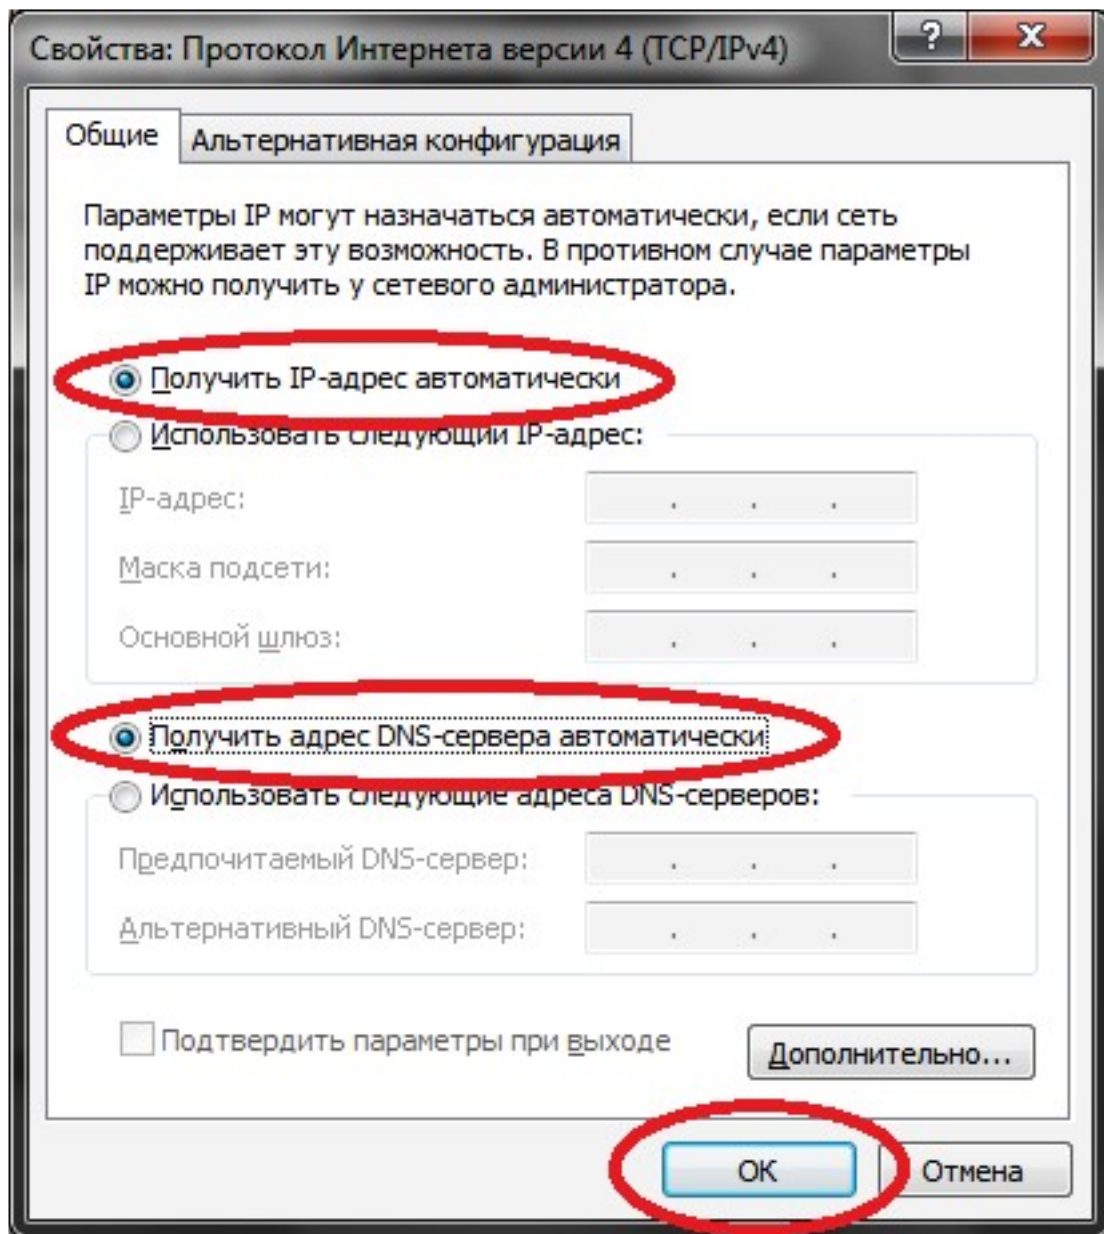 Свойства: Протокол Интернета версии 4 (TCP/IPv4)
?
X
Общие
Альтернативная конфигурация
Параметры IP могут назначаться автоматически, если сеть
поддерживает эту возможность. В противном случае параметры
IP можно получить у сетевого администратора.
Получить IP-адрес автоматически
Использовать следующий IP-адрес:
IP-адрес:
. . .
Маска подсети:
. . .
Основной шлюз:
. . .
Получить адрес DNS-сервера автоматически
Использовать следующие адреса DNS-серверов:
Предпочитаемый DNS-сервер:
. . .
Альтернативный DNS-сервер:
. . .
Подтвердить параметры при выходе
Дополнительно...
ОК
Отмена